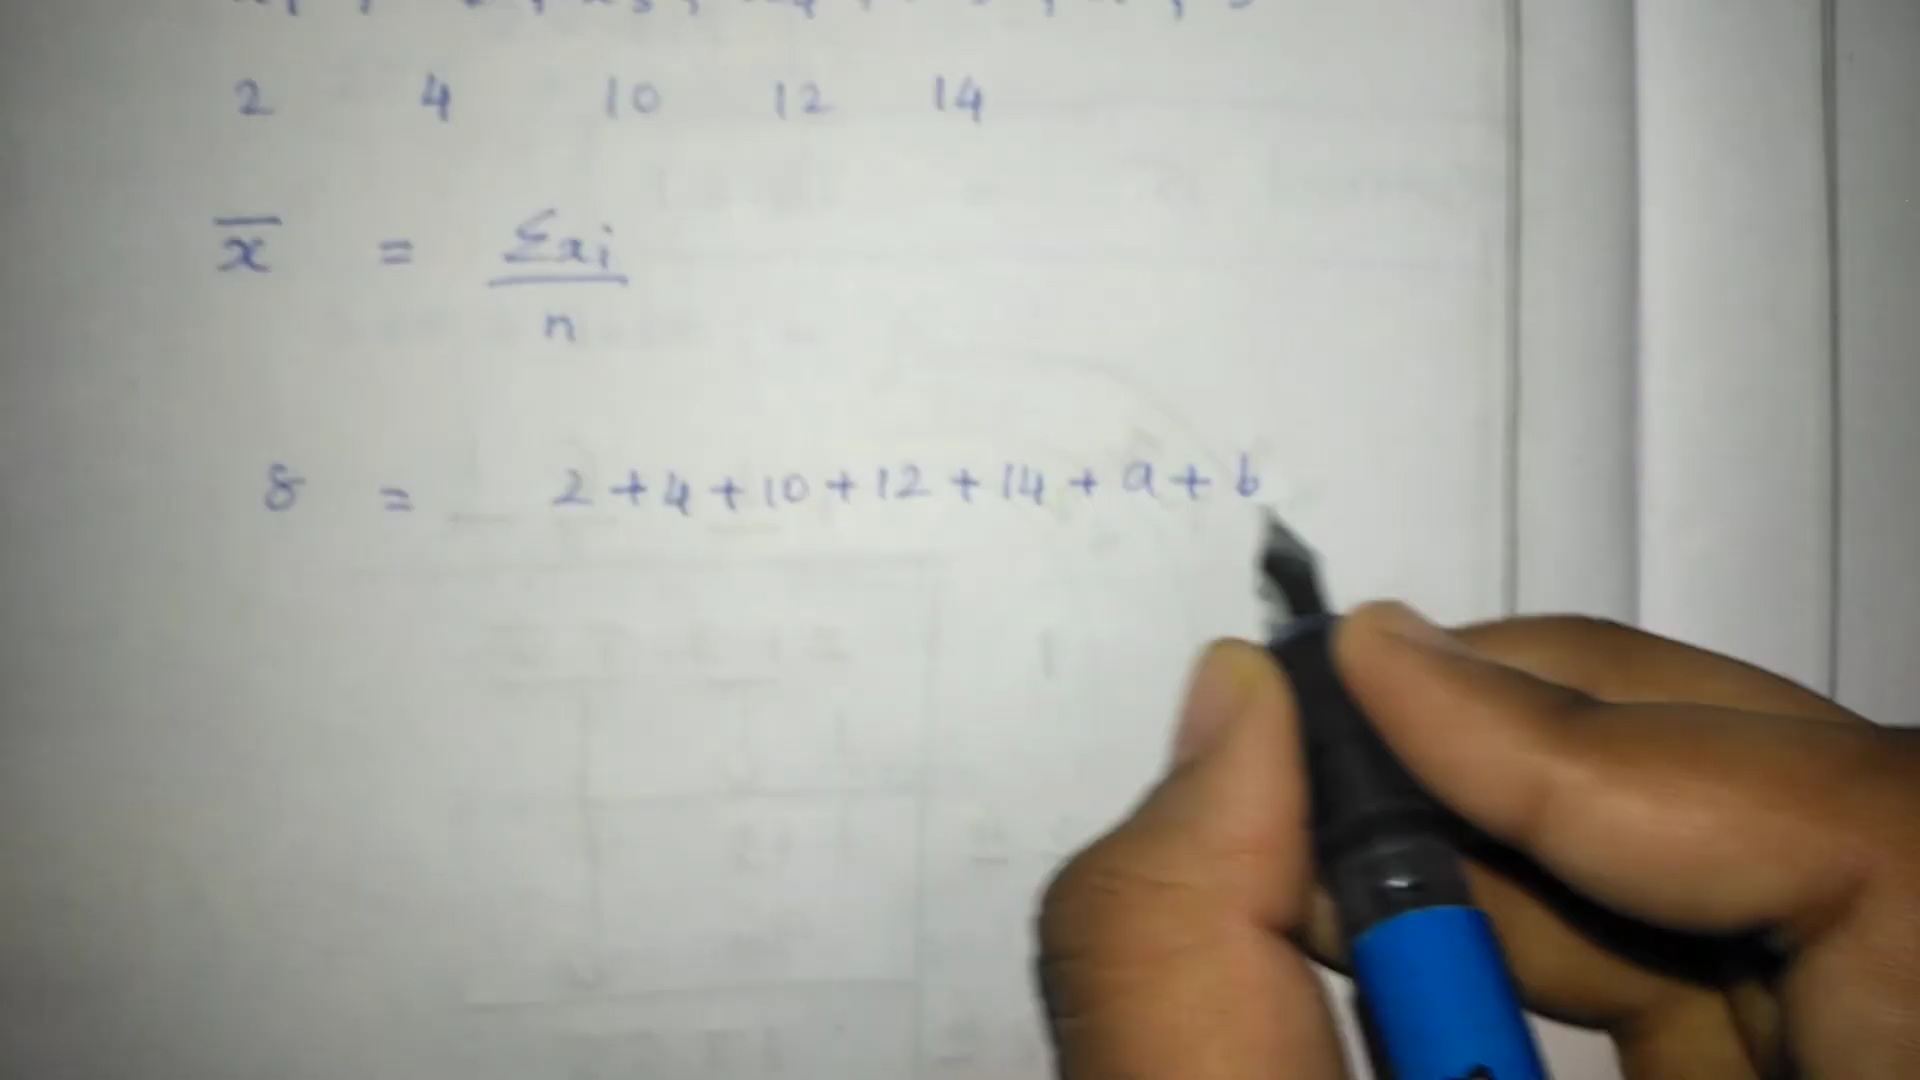 2 4 10 12 14
x̄ = Σxi
n
8 = 2 + 4 + 10 + 12 + 14 + a + b